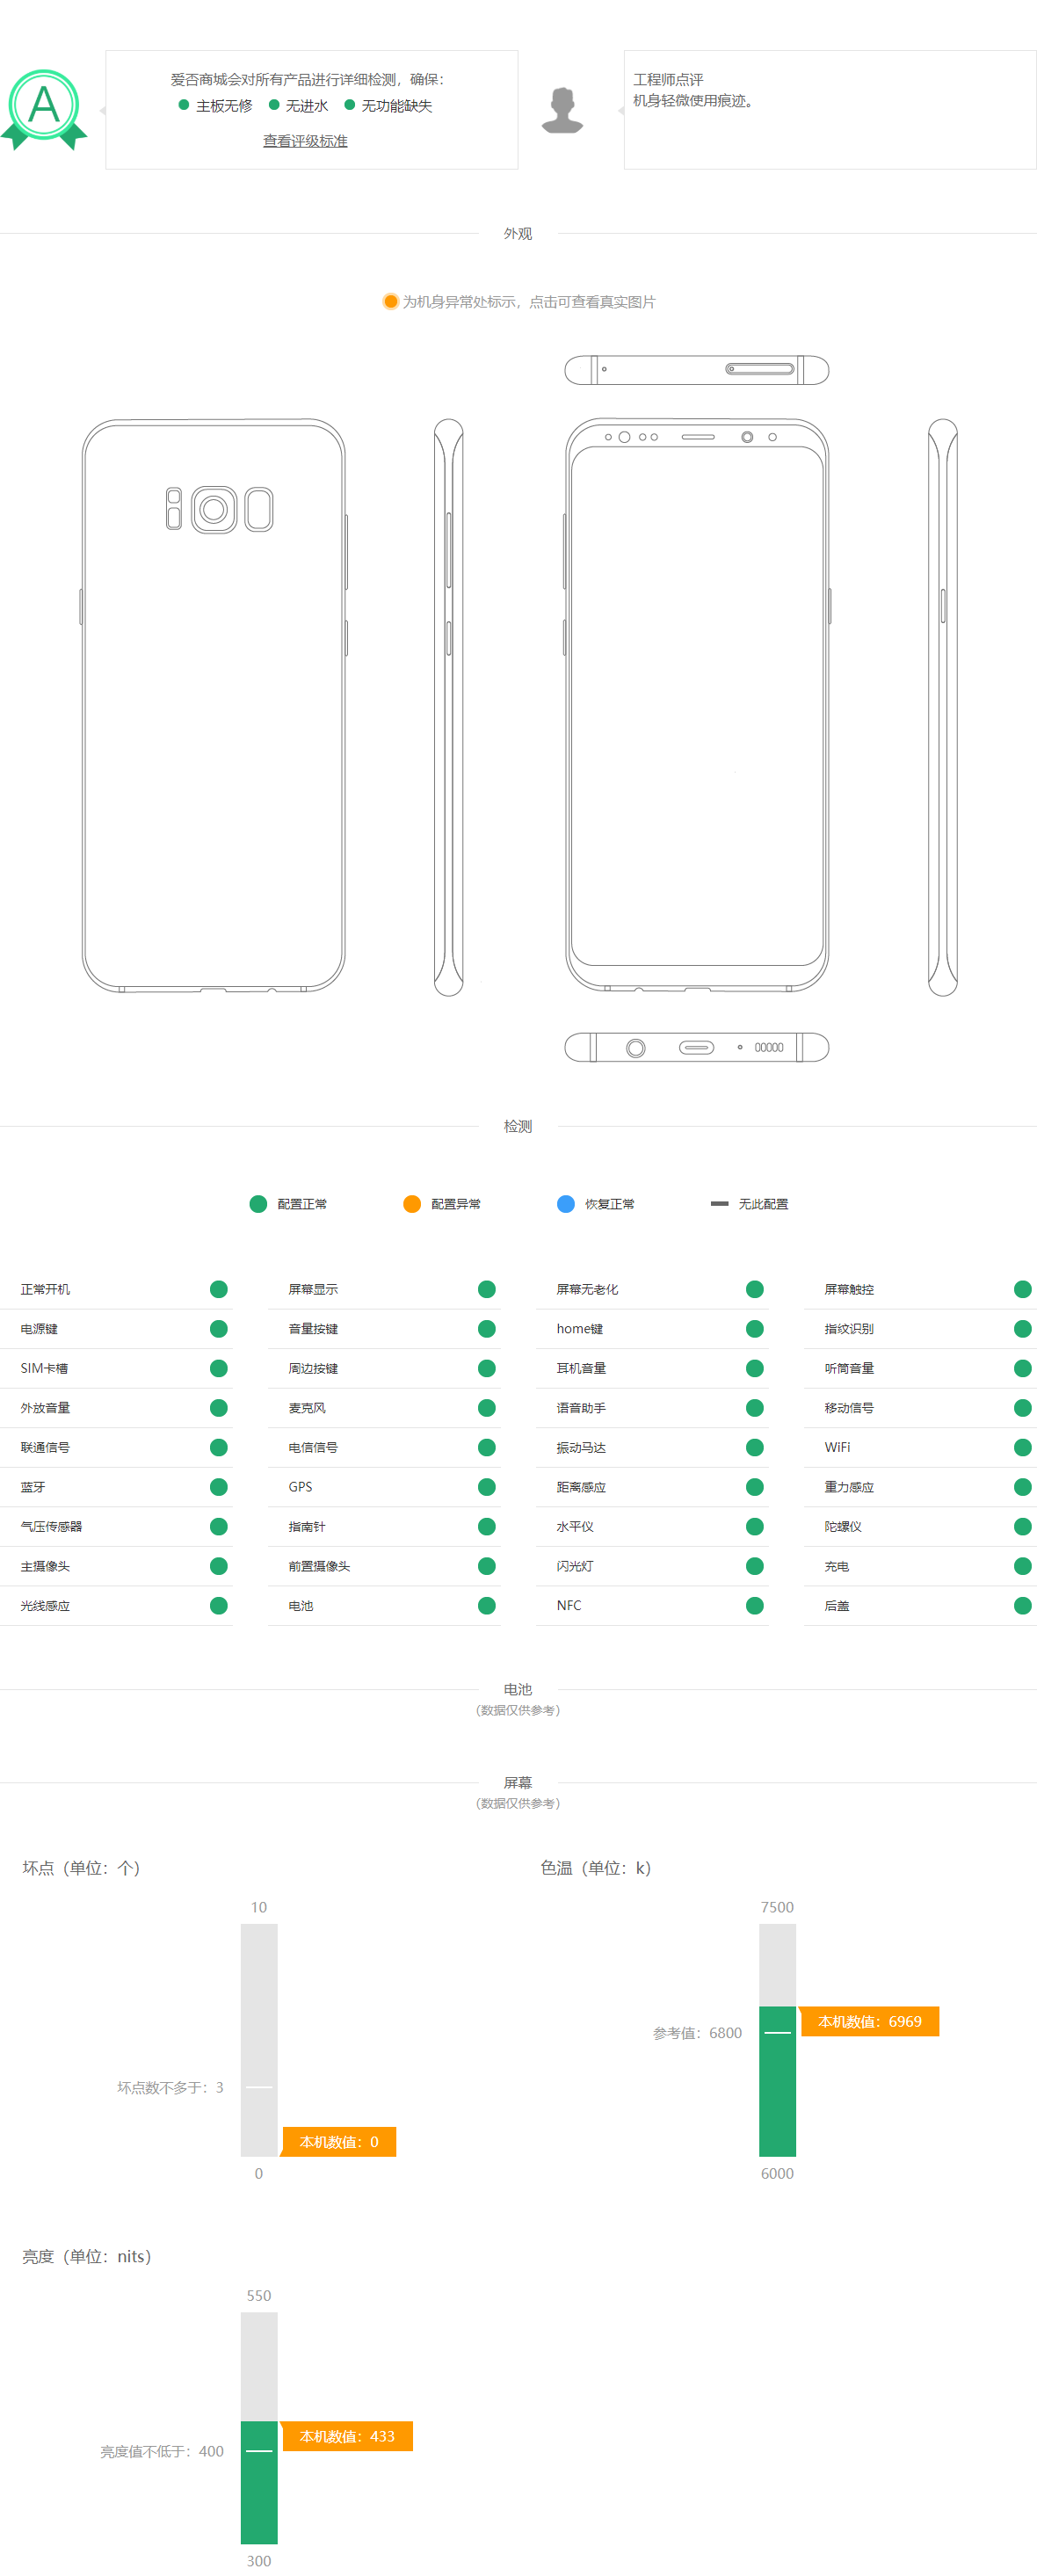 A
爱否商城会对所有产品进行详细检测，确保：
主板无修 无进水 无功能缺失
查看评级标准
工程师点评
机身轻微使用痕迹。
外观
为机身异常处标示，点击可查看真实图片
检测
配置正常 配置异常 恢复正常 无此配置
正常开机 屏幕显示 屏幕无老化 屏幕触控
电源键 音量按键 home键 指纹识别
SIM卡槽 周边按键 耳机音量 听筒音量
外放音量 麦克风 语音助手 移动信号
联通信号 电信信号 振动马达 WiFi
蓝牙 GPS 距离感应 重力感应
气压传感器 指南针 水平仪 陀螺仪
主摄像头 前置摄像头 闪光灯 充电
光线感应 电池 NFC 后盖
电池
（数据仅供参考）
屏幕
（数据仅供参考）
坏点（单位：个）
10
坏点数不多于：3
本机数值：0
0
色温（单位：k）
7500
本机数值：6969
参考值：6800
6000
亮度（单位：nits）
550
本机数值：433
亮度值不低于：400
300